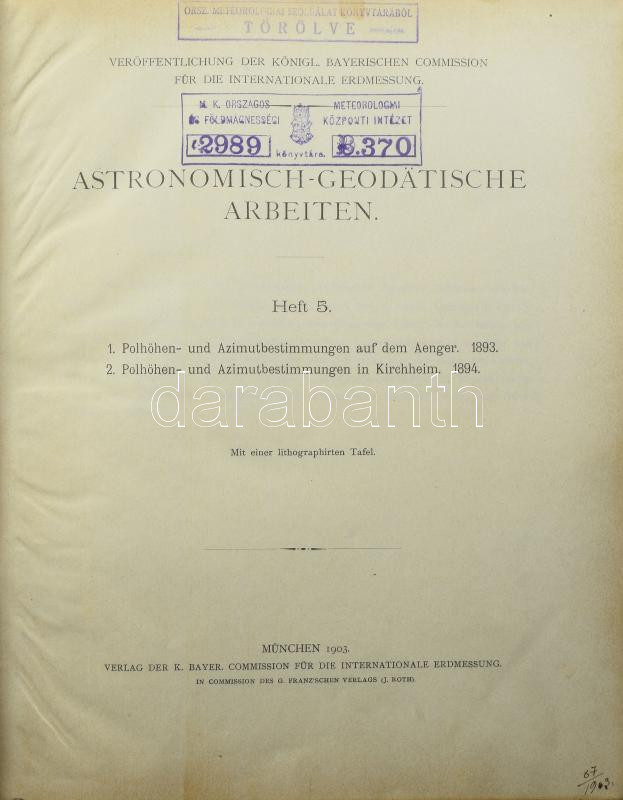 ORSZ. METEOROLOGIAI SZOLGÁLAT KÖNYVTÁRÁBÓL
TÖRÖLVE
VERÖFFENTLICHUNG DER KÖNIGL. BAYERISCHEN COMMISSION
FÜR DIE INTERNATIONALE ERDMESSUNG.
M. K. ORSZAGOS METEOROLOGIAI
ÉS FÖLDMÁGNESSÉGI KÖZPONTI INTÉZET
2989 könyvtára. B.370
ASTRONOMISCH-GEODÄTISCHE
ARBEITEN.
Heft 5.
1. Polhöhen- und Azimutbestimmungen auf dem Aenger. 1893.
2. Polhöhen- und Azimutbestimmungen in Kirchheim. 1894.
darabanth
Mit einer lithographirten Tafel.
MÜNCHEN 1903.
VERLAG DER K. BAYER. COMMISSION FÜR DIE INTERNATIONALE ERDMESSUNG.
IN COMMISSION DES G. FRANZ'SCHEN VERLAGS (J. ROTH).
67/1903.